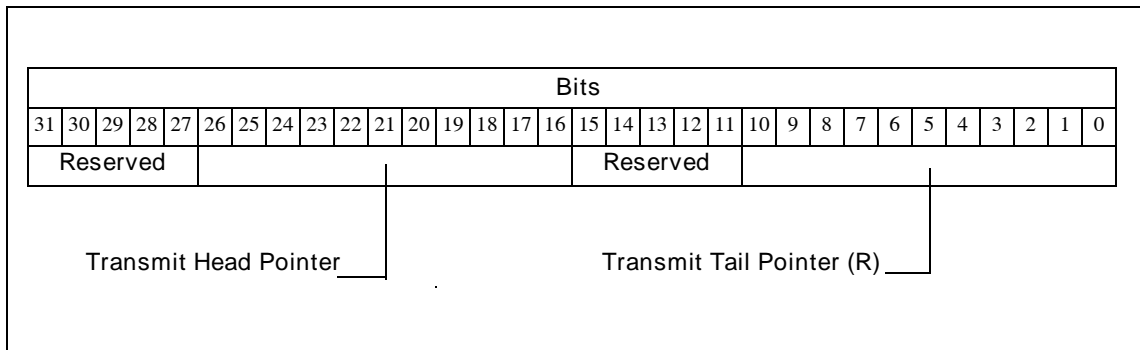 Bits
31 30 29 28 27 26 25 24 23 22 21 20 19 18 17 16 15 14 13 12 11 10 9 8 7 6 5 4 3 2 1 0
Reserved Reserved
Transmit Head Pointer Transmit Tail Pointer (R)